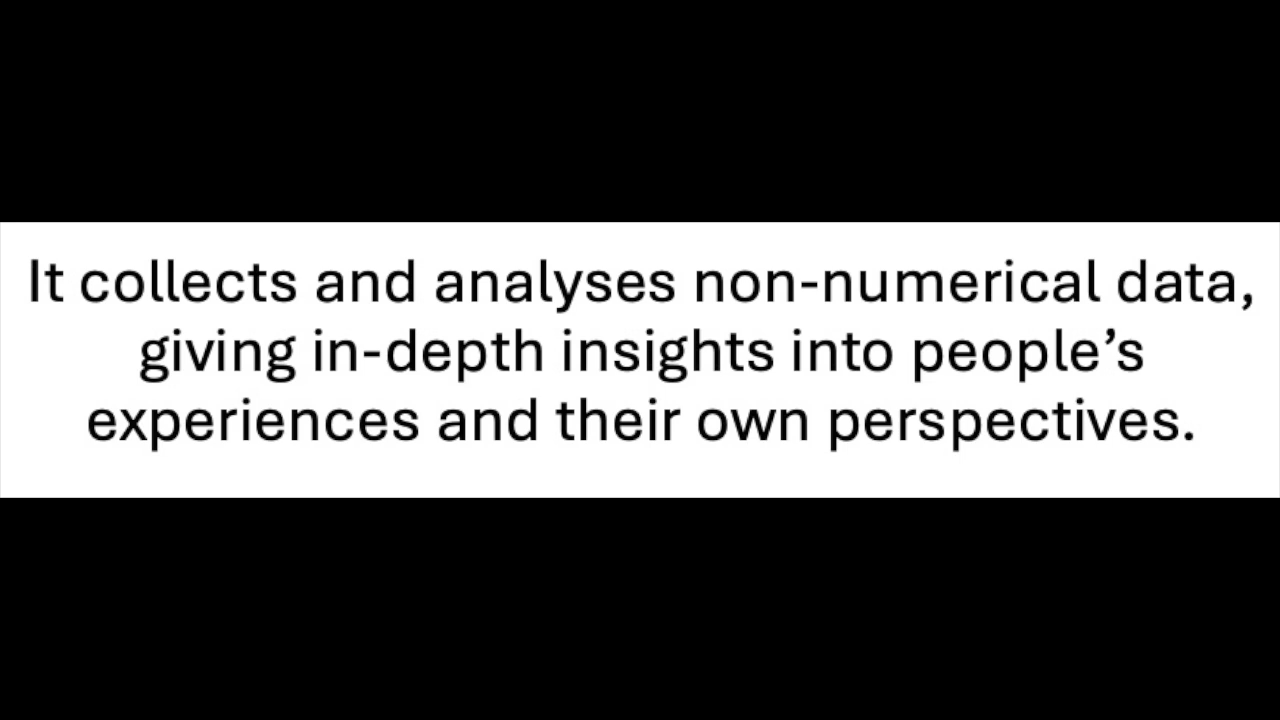 It collects and analyses non-numerical data,
giving in-depth insights into people’s
experiences and their own perspectives.